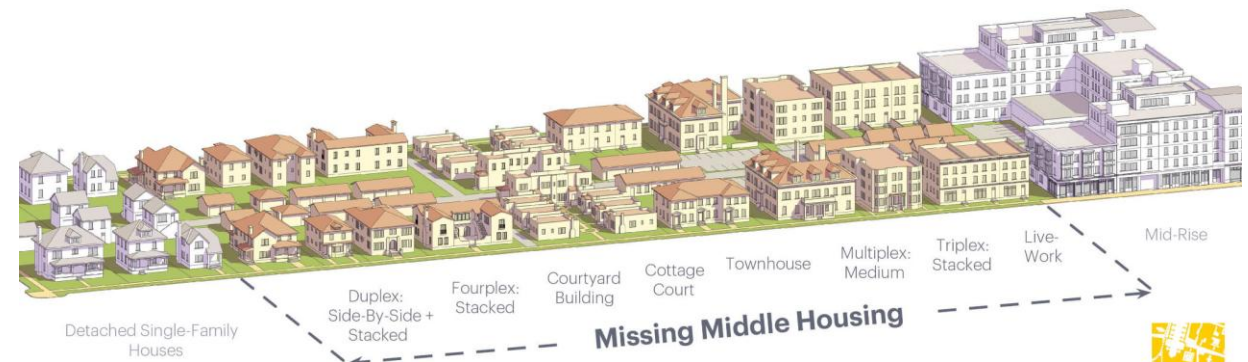 Detached Single-Family
Houses
Duplex:
Side-By-Side +
Stacked
Fourplex:
Stacked
Courtyard
Building
Cottage
Court
Townhouse
Multiplex:
Medium
Triplex:
Stacked
Live-
Work
Mid-Rise
Missing Middle Housing